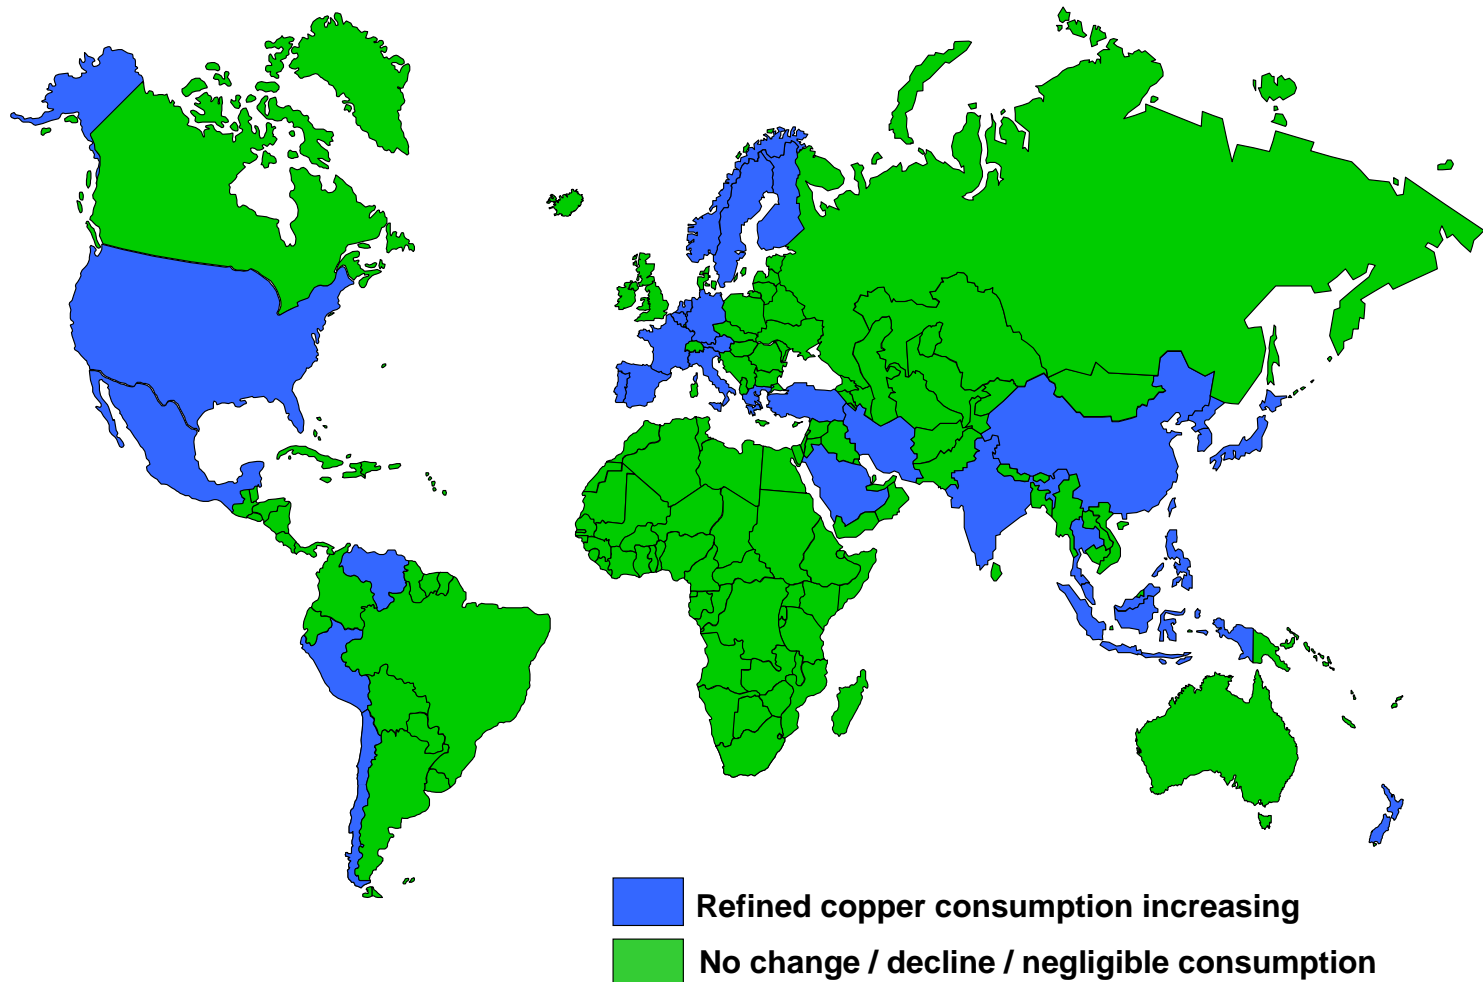 Refined copper consumption increasing
No change / decline / negligible consumption